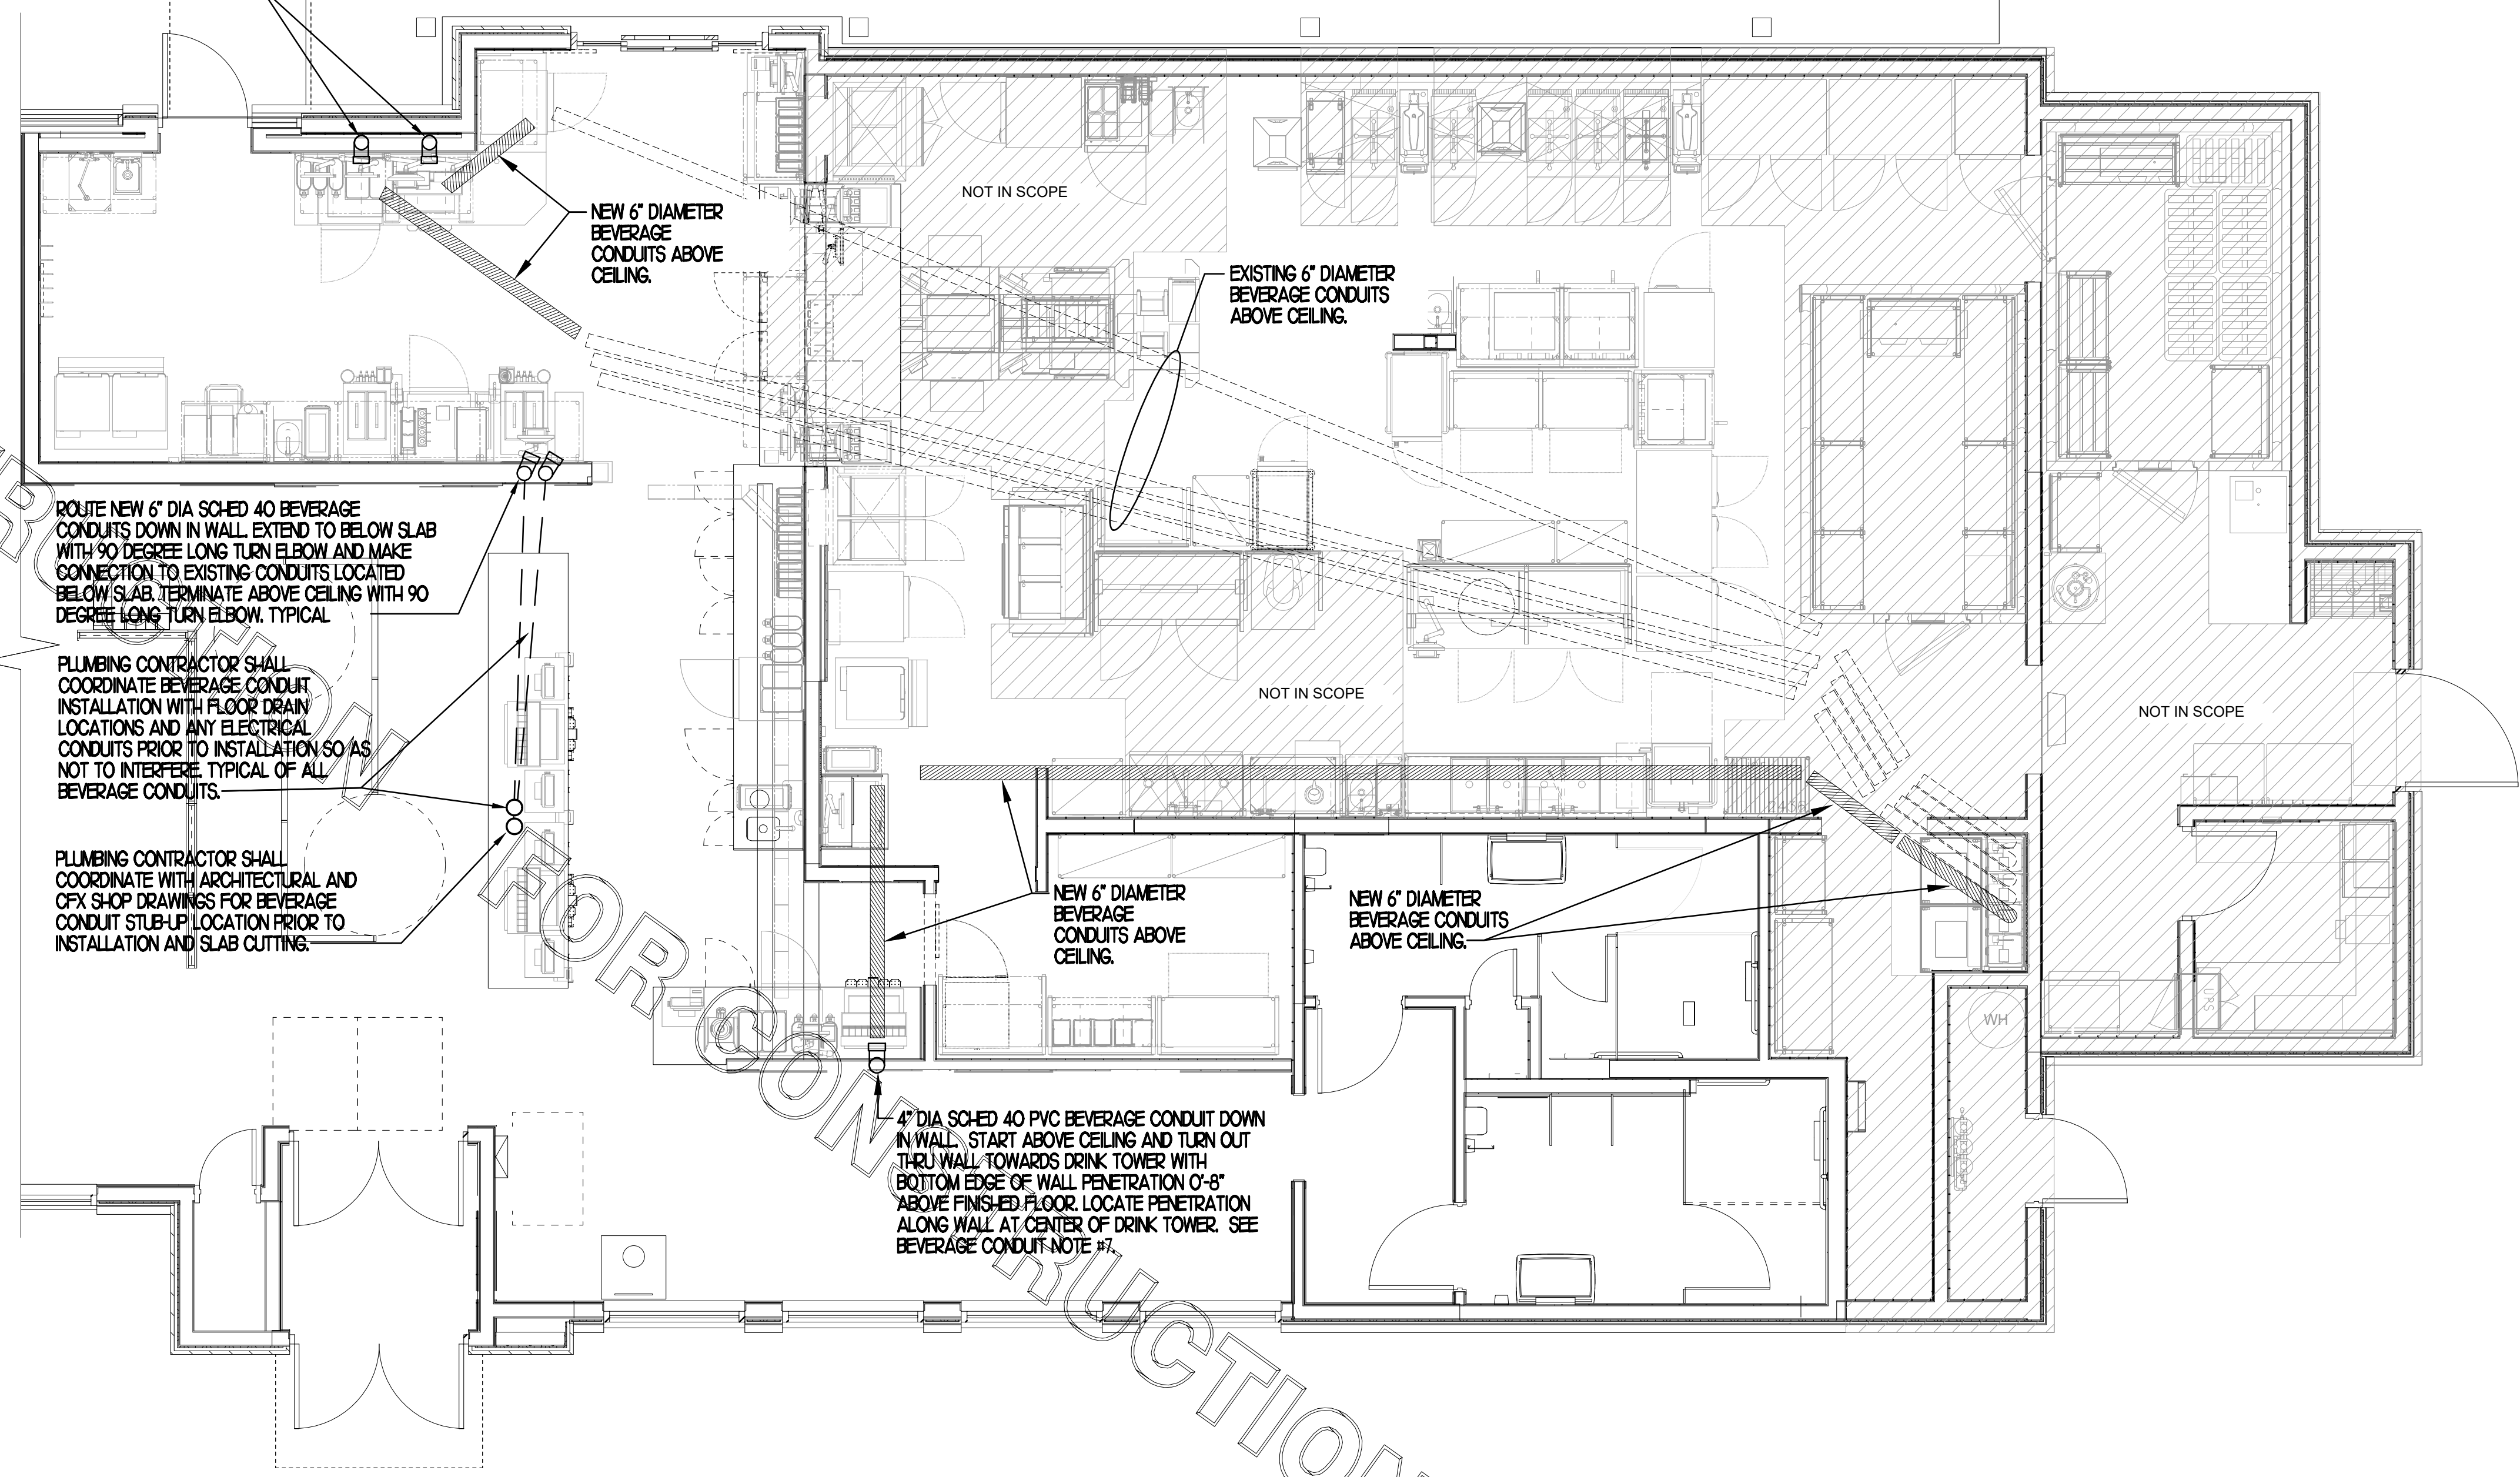 NOT IN SCOPE
NEW 6" DIAMETER
BEVERAGE
CONDUITS ABOVE
CEILING.
EXISTING 6" DIAMETER
BEVERAGE CONDUITS
ABOVE CEILING.
ROUTE NEW 6" DIA SCHED 40 BEVERAGE
CONDUITS DOWN IN WALL. EXTEND TO BELOW SLAB
WITH 90 DEGREE LONG TURN ELBOW AND MAKE
CONNECTION TO EXISTING CONDUITS LOCATED
BELOW SLAB. TERMINATE ABOVE CEILING WITH 90
DEGREE LONG TURN ELBOW. TYPICAL
PLUMBING CONTRACTOR SHALL
COORDINATE BEVERAGE CONDUIT
INSTALLATION WITH FLOOR DRAIN
LOCATIONS AND ANY ELECTRICAL
CONDUITS PRIOR TO INSTALLATION SO AS
NOT TO INTERFERE. TYPICAL OF ALL
BEVERAGE CONDUITS.
NOT IN SCOPE
NOT IN SCOPE
PLUMBING CONTRACTOR SHALL
COORDINATE WITH ARCHITECTURAL AND
CFX SHOP DRAWINGS FOR BEVERAGE
CONDUIT STUB-UP LOCATION PRIOR TO
INSTALLATION AND SLAB CUTTING.
NEW 6" DIAMETER
BEVERAGE
CONDUITS ABOVE
CEILING.
NEW 6" DIAMETER
BEVERAGE CONDUITS
ABOVE CEILING.
UPS
WH
4" DIA SCHED 40 PVC BEVERAGE CONDUIT DOWN
IN WALL. START ABOVE CEILING AND TURN OUT
THRU WALL TOWARDS DRINK TOWER WITH
BOTTOM EDGE OF WALL PENETRATION 0'-8"
ABOVE FINISHED FLOOR. LOCATE PENETRATION
ALONG WALL AT CENTER OF DRINK TOWER. SEE
BEVERAGE CONDUIT NOTE #7.
FOR CONSTRUCTION